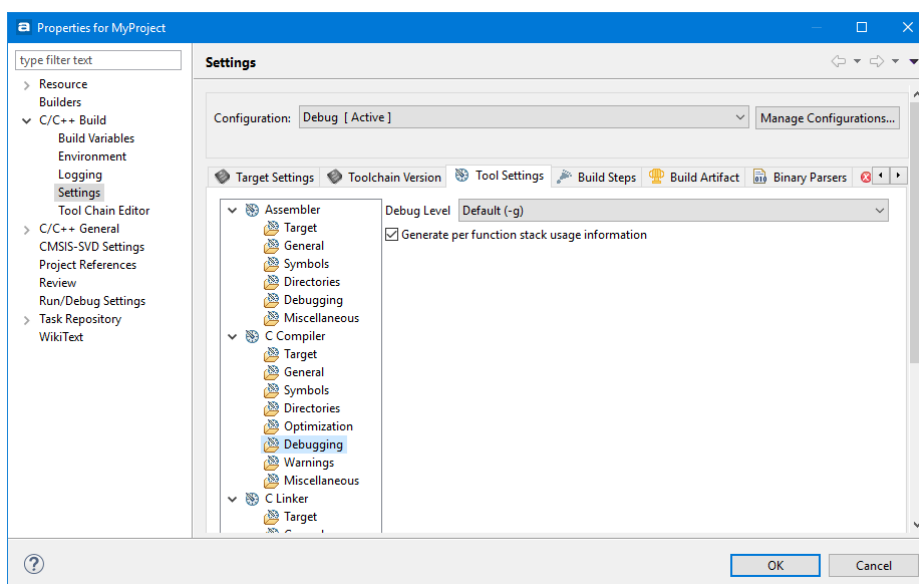 Properties for MyProject
type filter text
Resource
Builders
C/C++ Build
Build Variables
Environment
Logging
Settings
Tool Chain Editor
C/C++ General
CMSIS-SVD Settings
Project References
Review
Run/Debug Settings
Task Repository
WikiText
Settings
Configuration: Debug [ Active ]
Manage Configurations...
Target Settings Toolchain Version Tool Settings Build Steps Build Artifact Binary Parsers
Assembler
Target
General
Symbols
Directories
Debugging
Miscellaneous
C Compiler
Target
General
Symbols
Directories
Optimization
Debugging
Warnings
Miscellaneous
C Linker
Target
Debug Level Default (-g)
Generate per function stack usage information
OK Cancel